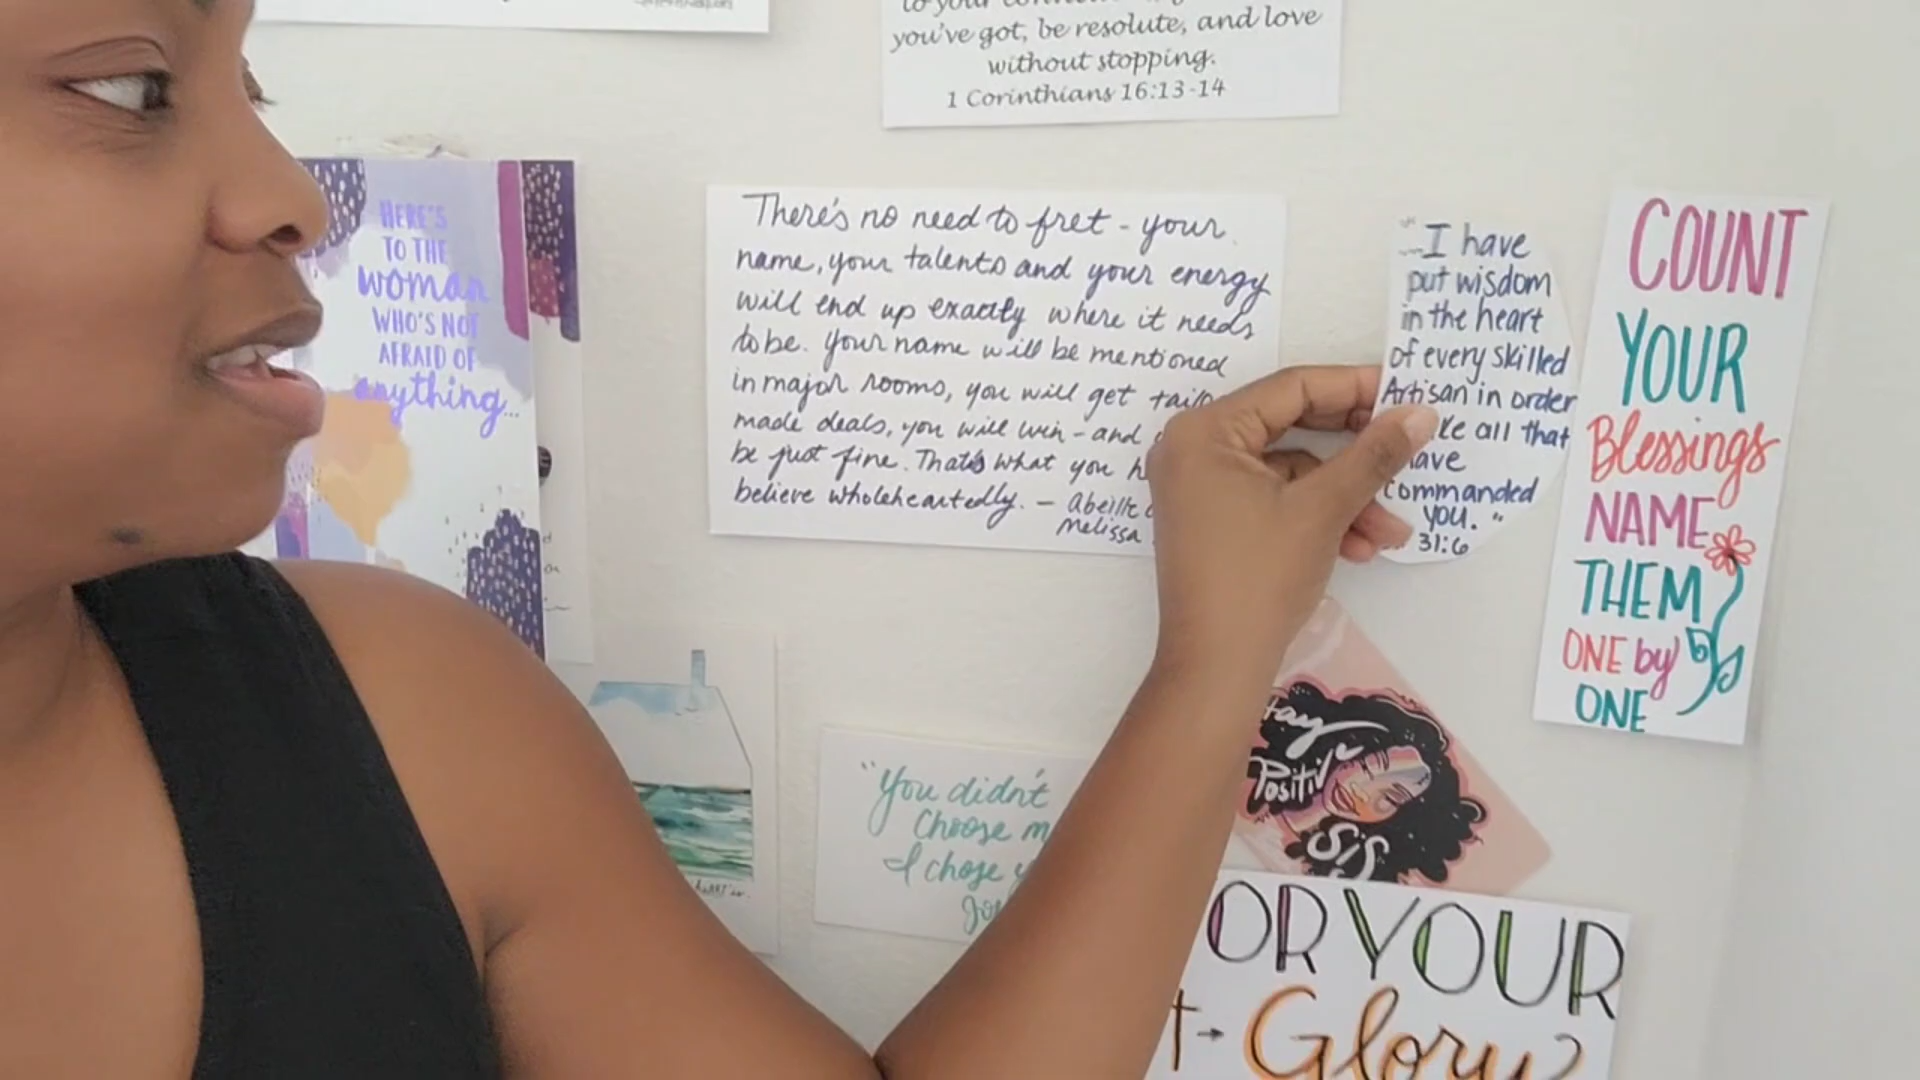 you've got, be resolute, and love
without stopping.
1 Corinthians 16:13-14
HERE'S
TO THE
woman
WHO'S NOT
AFRAID OF
anything...
There's no need to fret - your
name, your talents and your energy
will end up exactly where it needs
to be. Your name will be mentioned
in major rooms, you will get
made deals, you will win - and
be just fine. That's what you
believe wholeheartedly. - Abeille
Melissa
I have
put wisdom
in the heart
of every skilled
Artisan in order
all that
commanded
you."
31:6
COUNT
YOUR
Blessings
NAME
THEM
ONE by
ONE
"You didn't
Choose
I chose
Positive
SiS
YOUR
Glory